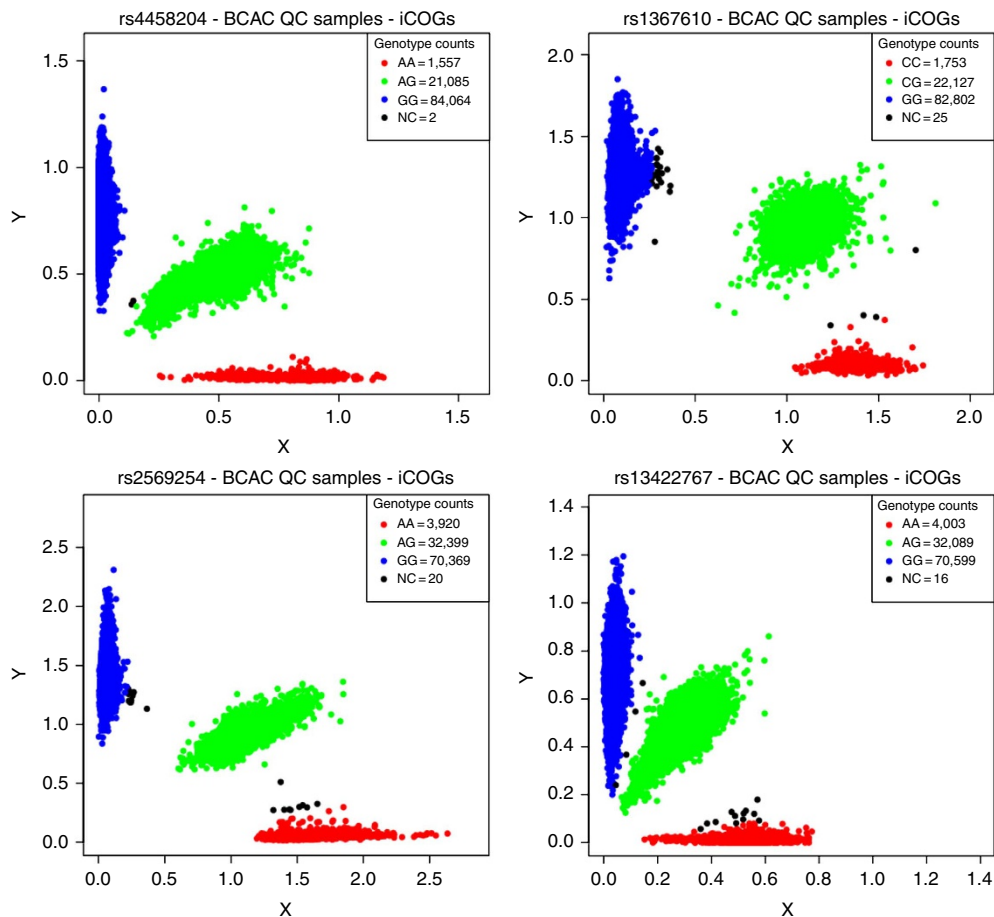 rs4458204 - BCAC QC samples - iCOGs
Genotype counts
AA = 1,557
AG = 21,085
GG = 84,064
NC = 2
1.5
1.0
0.5
0.0
Y
0.0 0.5 1.0 1.5
X
rs1367610 - BCAC QC samples - iCOGs
Genotype counts
CC = 1,753
CG = 22,127
GG = 82,802
NC = 25
2.0
1.5
1.0
0.5
0.0
Y
0.0 0.5 1.0 1.5 2.0
X
rs2569254 - BCAC QC samples - iCOGs
Genotype counts
AA = 3,920
AG = 32,399
GG = 70,369
NC = 20
2.5
2.0
1.5
1.0
0.5
0.0
Y
0.0 0.5 1.0 1.5 2.0 2.5
X
rs13422767 - BCAC QC samples - iCOGs
Genotype counts
AA = 4,003
AG = 32,089
GG = 70,599
NC = 16
1.4
1.2
1.0
0.8
0.6
0.4
0.2
0.0
Y
0.0 0.2 0.4 0.6 0.8 1.0 1.2 1.4
X